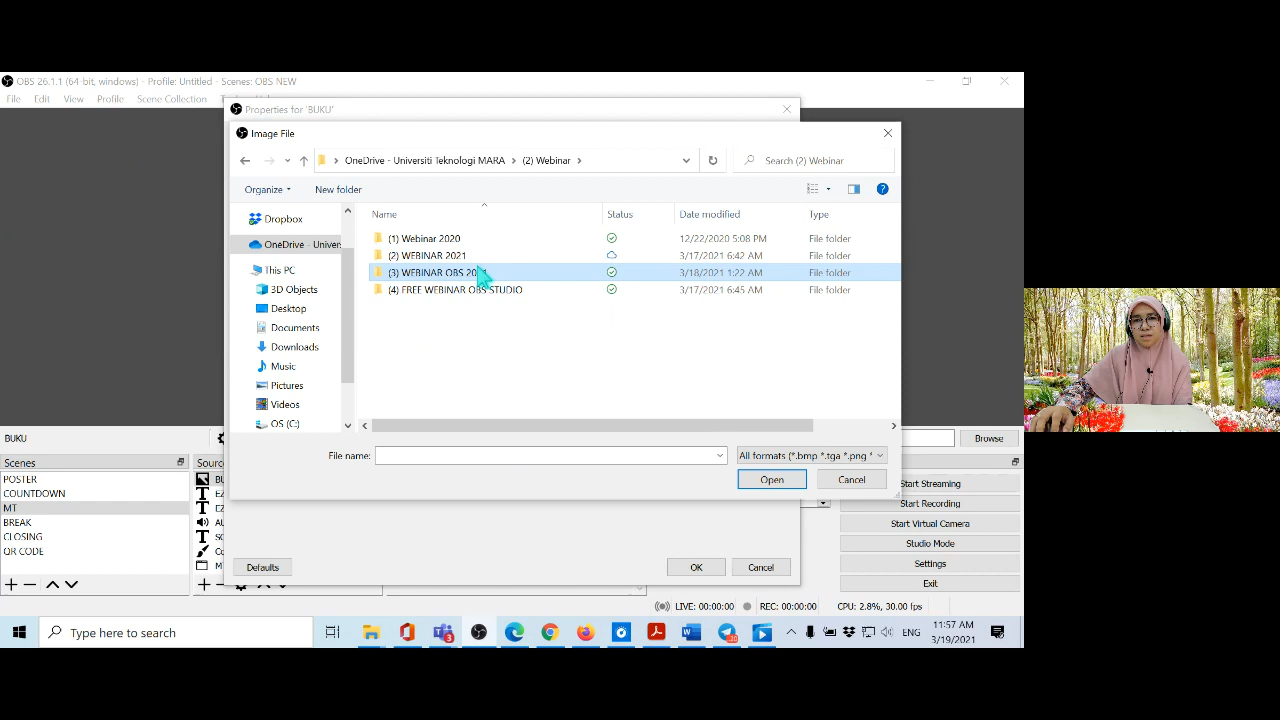 OBS 26.1.1 (64-bit, windows) - Profile: Untitled - Scenes: OBS NEW
File Edit View Profile Scene Collection
Properties for 'BUKU'
Image File
OneDrive - Universiti Teknologi MARA > (2) Webinar >
Search (2) Webinar
Organize
New folder
Name Status Date modified Type
Dropbox
OneDrive - Univers
This PC
3D Objects
Desktop
Documents
Downloads
Music
Pictures
Videos
OS (C:)
(1) Webinar 2020 12/22/2020 5:08 PM File folder
(2) WEBINAR 2021 3/17/2021 6:42 AM File folder
(3) WEBINAR OBS 3/18/2021 1:22 AM File folder
(4) FREE WEBINAR OBS STUDIO 3/17/2021 6:45 AM File folder
File name:
All formats (*.bmp *.tga *.png *
Open
Cancel
BUKU
Browse
Scenes
POSTER
COUNTDOWN
MT
BREAK
CLOSING
QR CODE
Sourc
Start Streaming
Start Recording
Start Virtual Camera
Studio Mode
Settings
Exit
Defaults
OK
Cancel
LIVE: 00:00:00 REC: 00:00:00 CPU: 2.8%, 30.00 fps
Type here to search
ENG
11:57 AM
3/19/2021